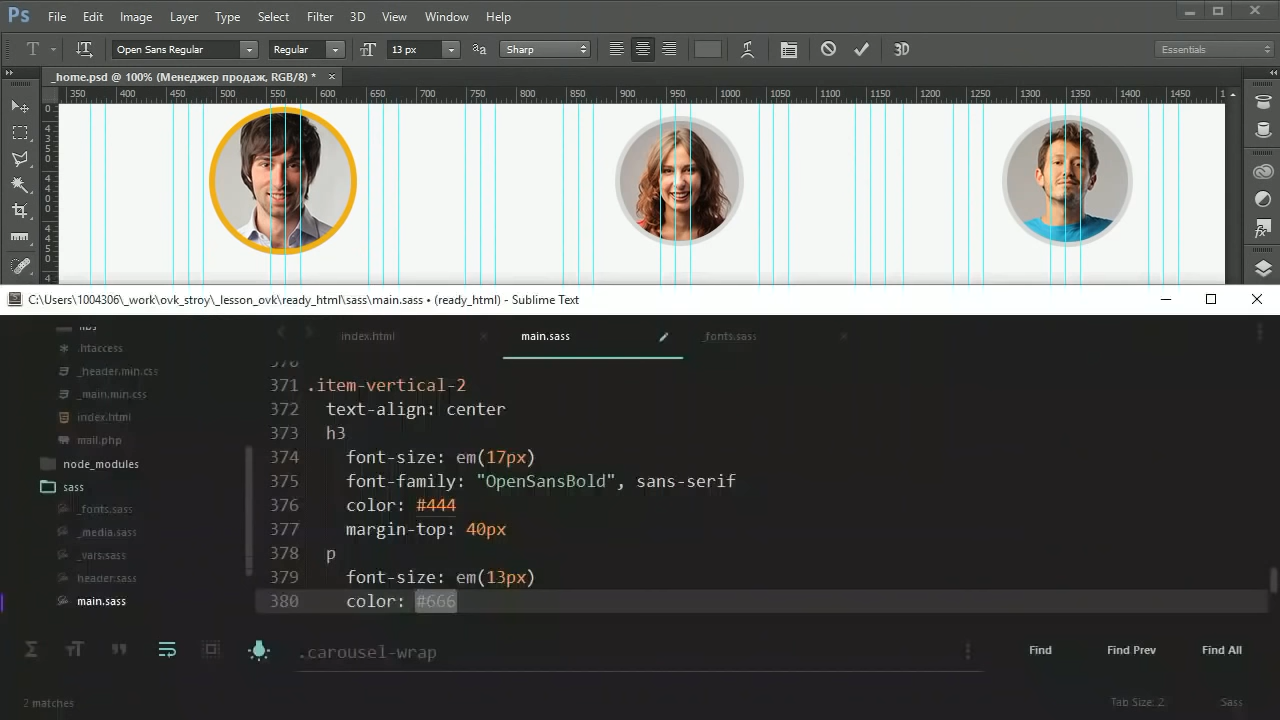 Ps File Edit Image Layer Type Select Filter 3D View Window Help
T Open Sans Regular Regular 13 px aa Sharp 3D Essentials
_home.psd @ 100% (Менеджер продаж, RGB/8) * ×
350 400 450 500 550 600 650 700 750 800 850 900 950 1000 1050 1100 1150 1200 1250 1300 1350 1400 1450 1
C:\Users\1004306\_work\ovk_stroy\_lesson_ovk\ready_html\sass\main.sass • (ready_html) - Sublime Text
libs
.htaccess
_header.min.css
_main.min.css
index.html
mail.php
node_modules
sass
_fonts.sass
_media.sass
_vars.sass
header.sass
main.sass
index.html main.sass _fonts.sass
370
371 .item-vertical-2
372 text-align: center
373 h3
374 font-size: em(17px)
375 font-family: "OpenSansBold", sans-serif
376 color: #444
377 margin-top: 40px
378 p
379 font-size: em(13px)
380 color: #666
.carousel-wrap Find Find Prev Find All
2 matches Tab Size: 2 Sass